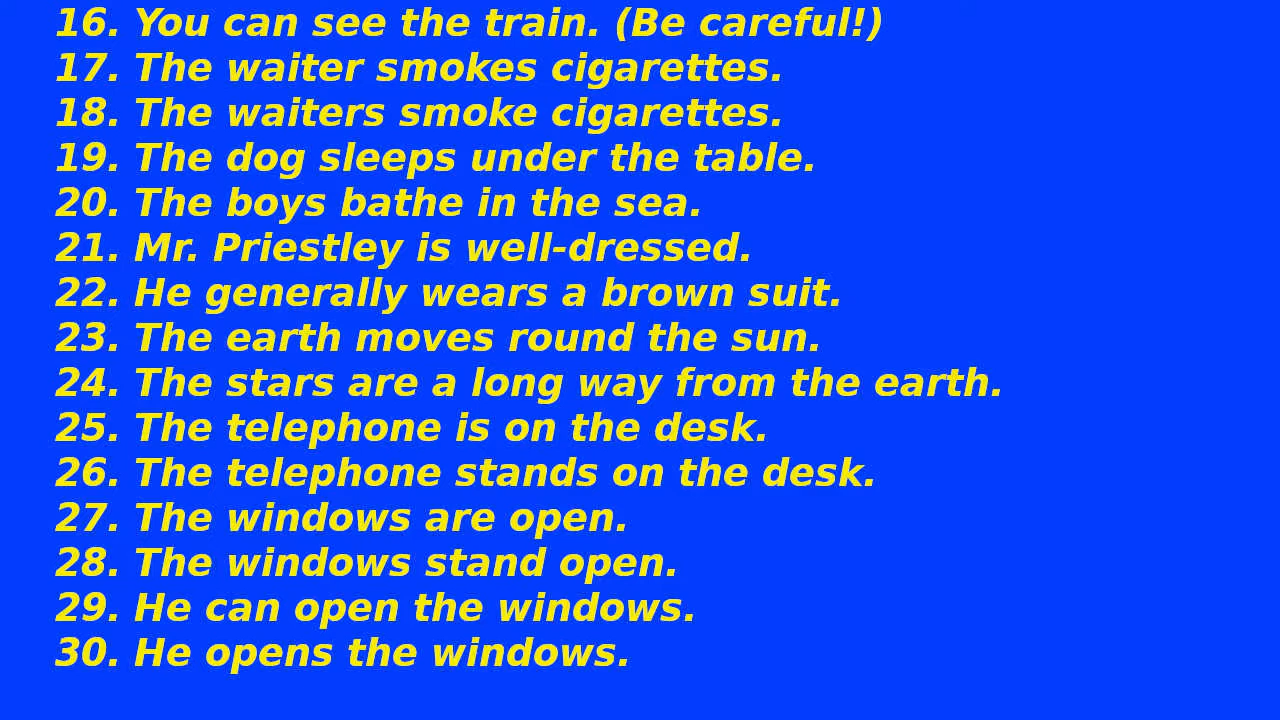 16. You can see the train. (Be careful!)
17. The waiter smokes cigarettes.
18. The waiters smoke cigarettes.
19. The dog sleeps under the table.
20. The boys bathe in the sea.
21. Mr. Priestley is well-dressed.
22. He generally wears a brown suit.
23. The earth moves round the sun.
24. The stars are a long way from the earth.
25. The telephone is on the desk.
26. The telephone stands on the desk.
27. The windows are open.
28. The windows stand open.
29. He can open the windows.
30. He opens the windows.